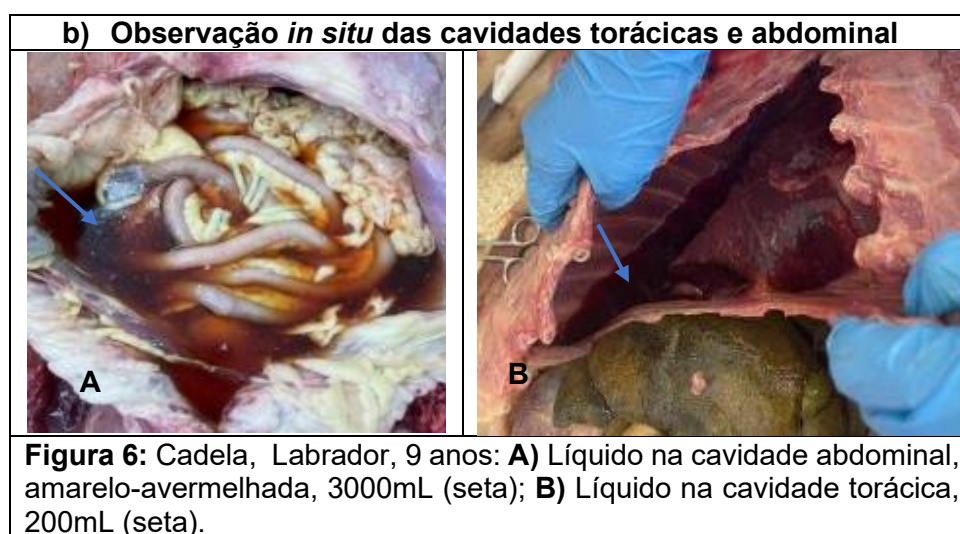 b) Observação in situ das cavidades torácicas e abdominal
A
B
Figura 6: Cadela, Labrador, 9 anos: A) Líquido na cavidade abdominal,
amarelo-avermelhada, 3000mL (seta); B) Líquido na cavidade torácica,
200mL (seta).